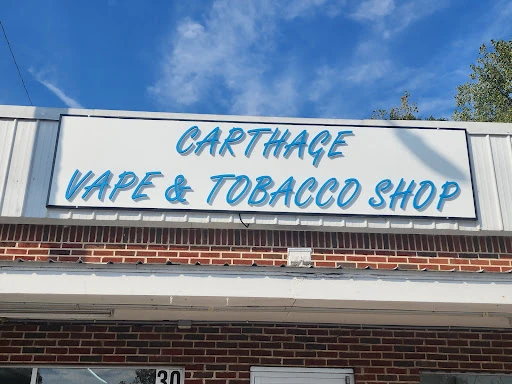 CARTHAGE
VAPE & TOBACCO SHOP
30